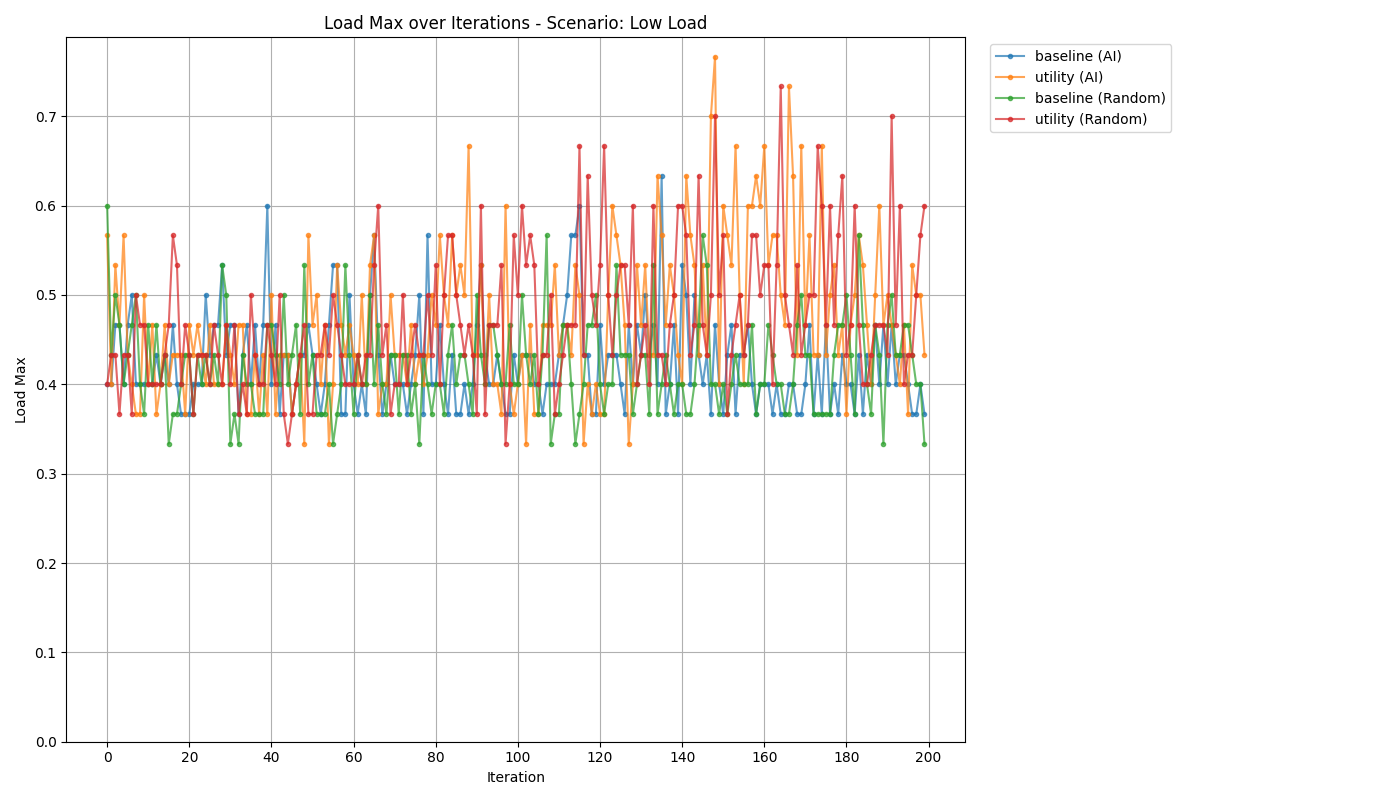 Load Max over Iterations - Scenario: Low Load
baseline (AI)
utility (AI)
baseline (Random)
utility (Random)
Load Max
0.7
0.6
0.5
0.4
0.3
0.2
0.1
0.0
0 20 40 60 80 100 120 140 160 180 200
Iteration